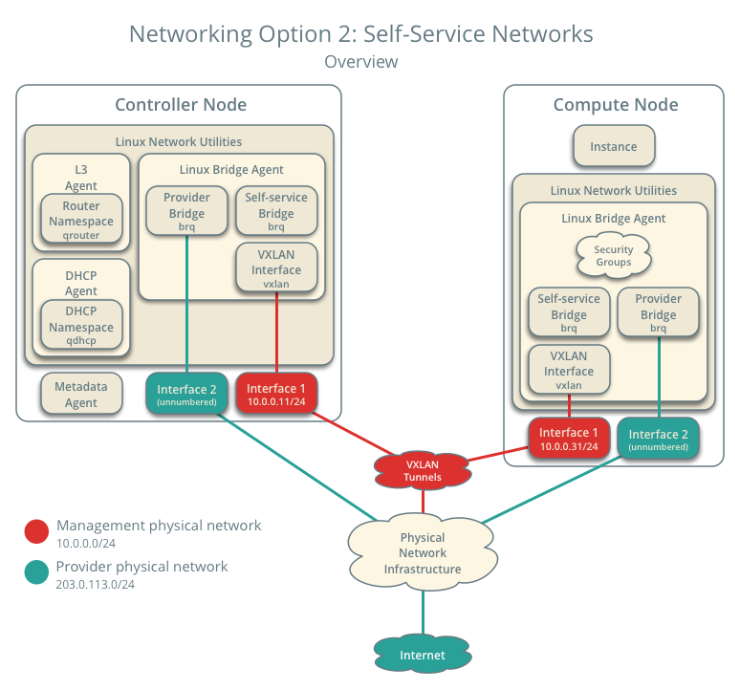 Networking Option 2: Self-Service Networks
Overview
Controller Node
Linux Network Utilities
L3
Agent
Router
Namespace
qrouter
DHCP
Agent
DHCP
Namespace
qdhcp
Linux Bridge Agent
Provider
Bridge
brq
Self-service
Bridge
brq
VXLAN
Interface
vxlan
Metadata
Agent
Interface 2
(unnumbered)
Interface 1
10.0.0.11/24
Compute Node
Instance
Linux Network Utilities
Linux Bridge Agent
Security
Groups
Self-service
Bridge
brq
Provider
Bridge
brq
VXLAN
Interface
vxlan
Interface 1
10.0.0.31/24
Interface 2
(unnumbered)
VXLAN
Tunnels
Physical
Network
Infrastructure
Internet
Management physical network
10.0.0.0/24
Provider physical network
203.0.113.0/24